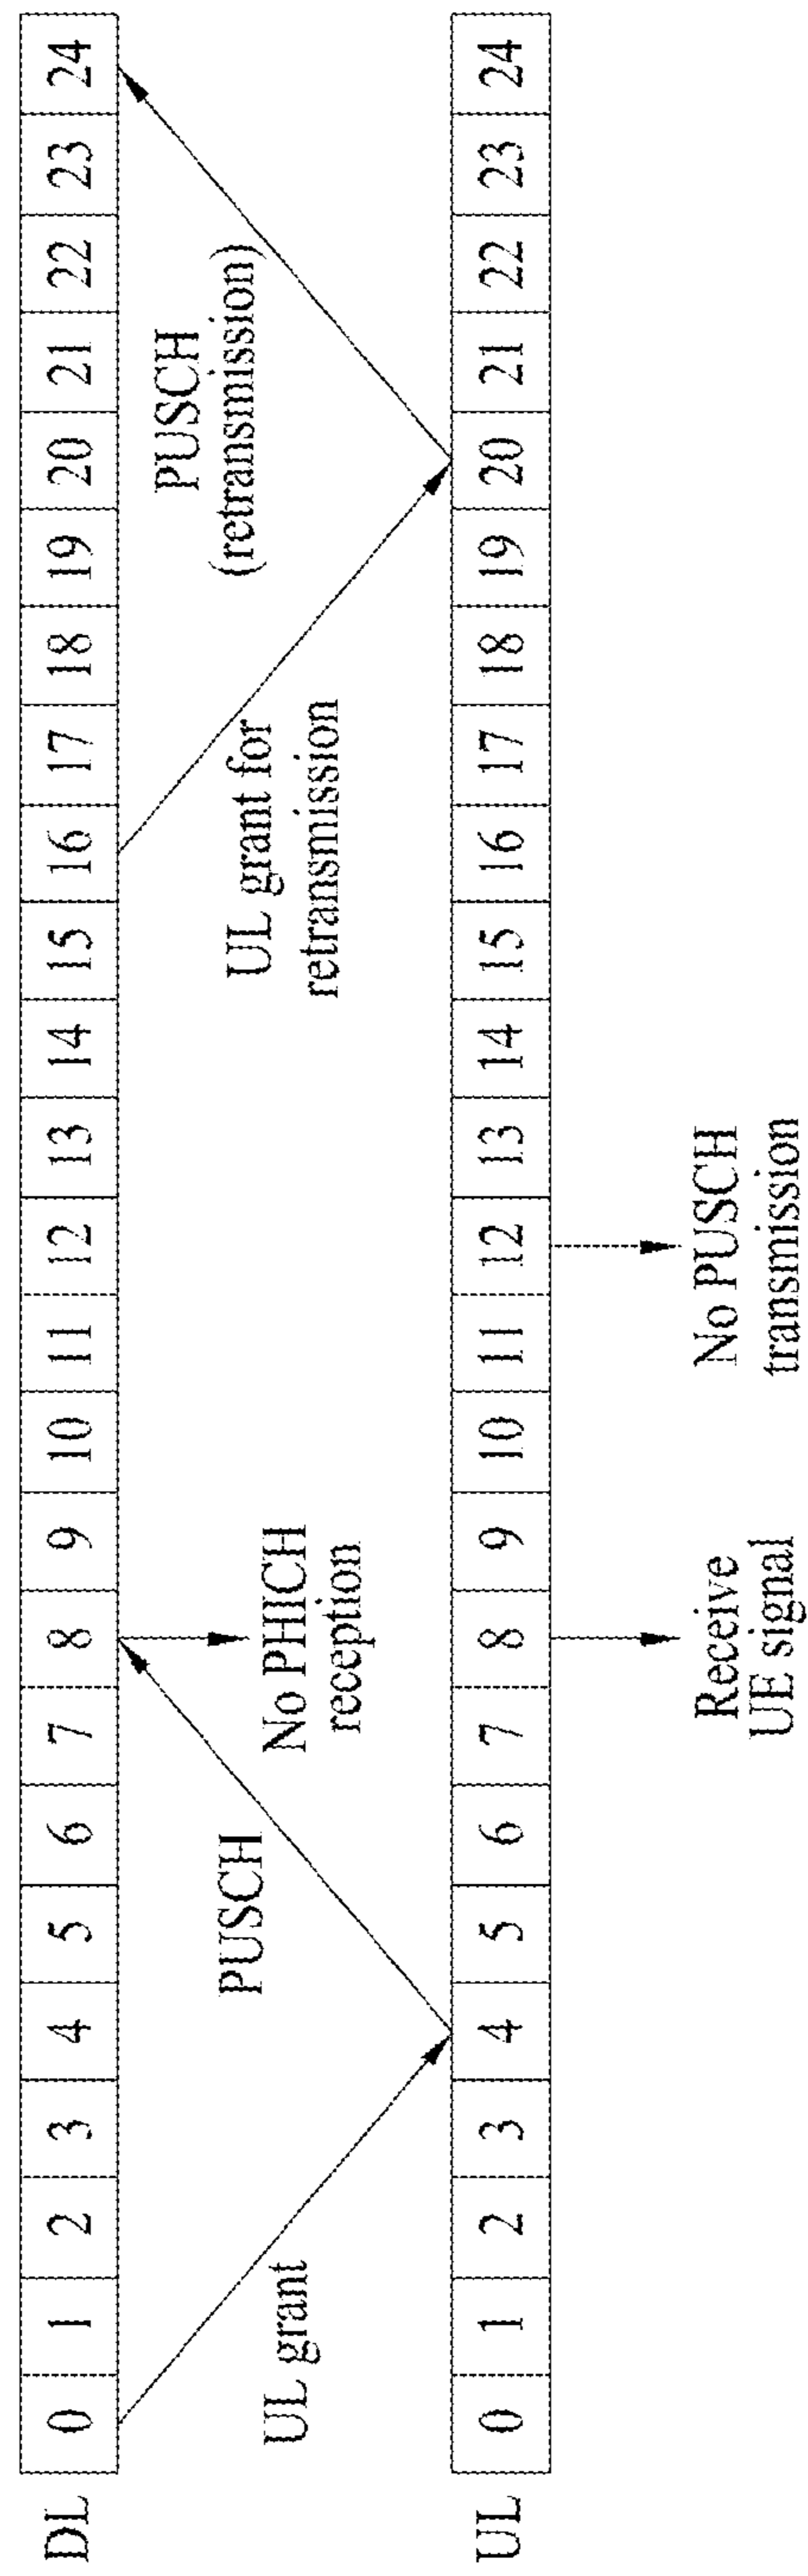 DL 0 1 2 3 4 5 6 7 8 9 10 11 12 13 14 15 16 17 18 19 20 21 22 23 24
UL grant
PUSCH
No PHICH
reception
UL grant for
retransmission
PUSCH
(retransmission)
UL 0 1 2 3 4 5 6 7 8 9 10 11 12 13 14 15 16 17 18 19 20 21 22 23 24
Receive
UE signal
No PUSCH
transmission